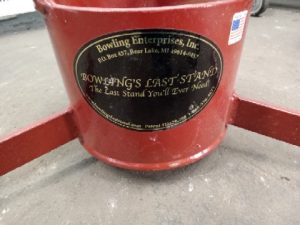 Bowling Enterprises, Inc.
P.O. Box 457, Bear Lake, MI 49614-0457
BOWLING'S LAST STAND
The Last Stand You'll Ever Need!